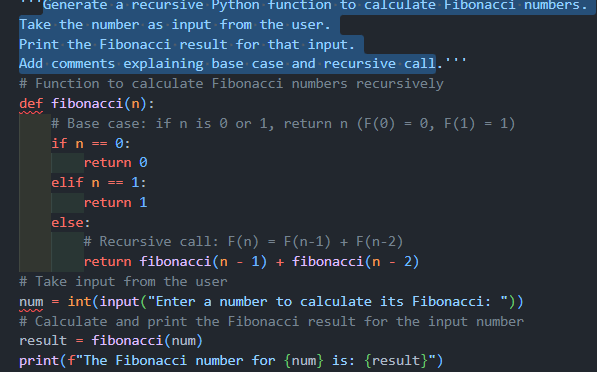 '''Generate a recursive Python function to calculate Fibonacci numbers.
Take the number as input from the user.
Print the Fibonacci result for that input.
Add comments explaining base case and recursive call.'''
# Function to calculate Fibonacci numbers recursively
def fibonacci(n):
    # Base case: if n is 0 or 1, return n (F(0) = 0, F(1) = 1)
    if n == 0:
        return 0
    elif n == 1:
        return 1
    else:
        # Recursive call: F(n) = F(n-1) + F(n-2)
        return fibonacci(n - 1) + fibonacci(n - 2)
# Take input from the user
num = int(input("Enter a number to calculate its Fibonacci: "))
# Calculate and print the Fibonacci result for the input number
result = fibonacci(num)
print(f"The Fibonacci number for {num} is: {result}")